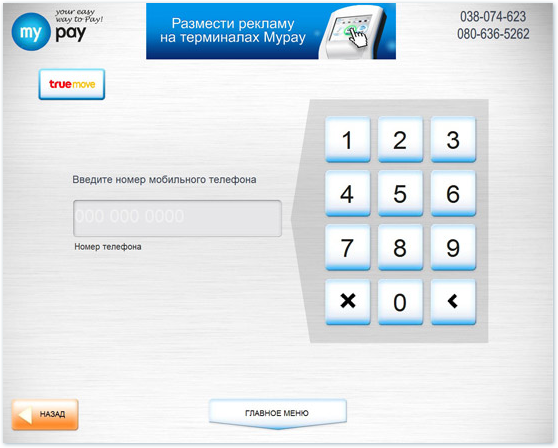 your easy
way to Pay!
my pay
Размести рекламу
на терминалах Мурау
038-074-623
080-636-5262
truemove
1 2 3
Введите номер мобильного телефона
4 5 6
000 000 0000
Номер телефона
7 8 9
× 0 <
НАЗАД
ГЛАВНОЕ МЕНЮ